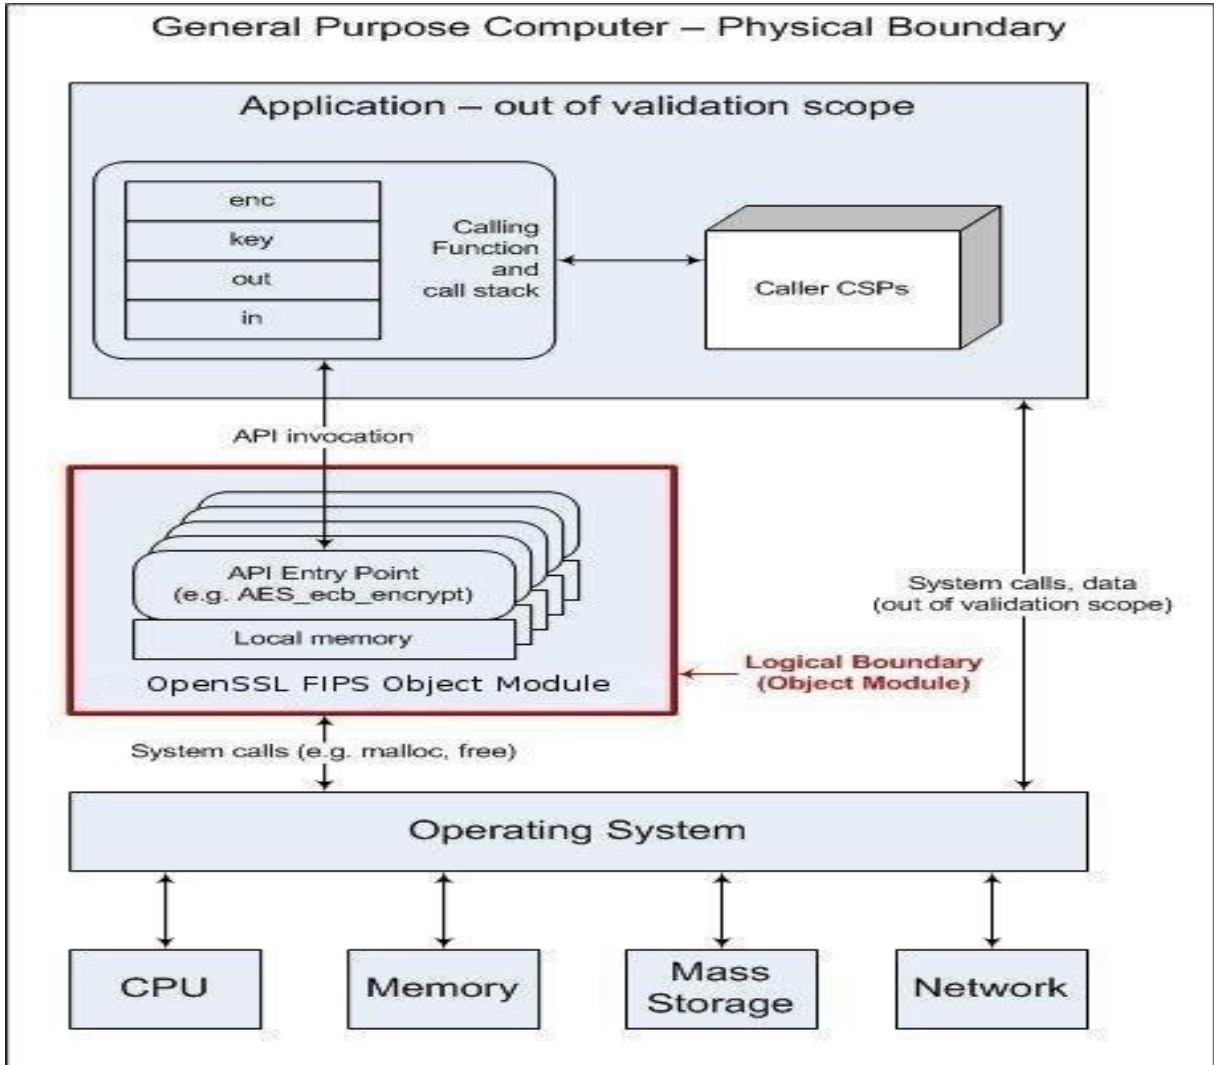 General Purpose Computer – Physical Boundary
Application – out of validation scope
enc
key
out
in
Calling
Function
and
call stack
Caller CSPs
API invocation
API Entry Point
(e.g. AES_ecb_encrypt)
Local memory
OpenSSL FIPS Object Module
System calls, data
(out of validation scope)
Logical Boundary
(Object Module)
System calls (e.g. malloc, free)
Operating System
CPU
Memory
Mass
Storage
Network